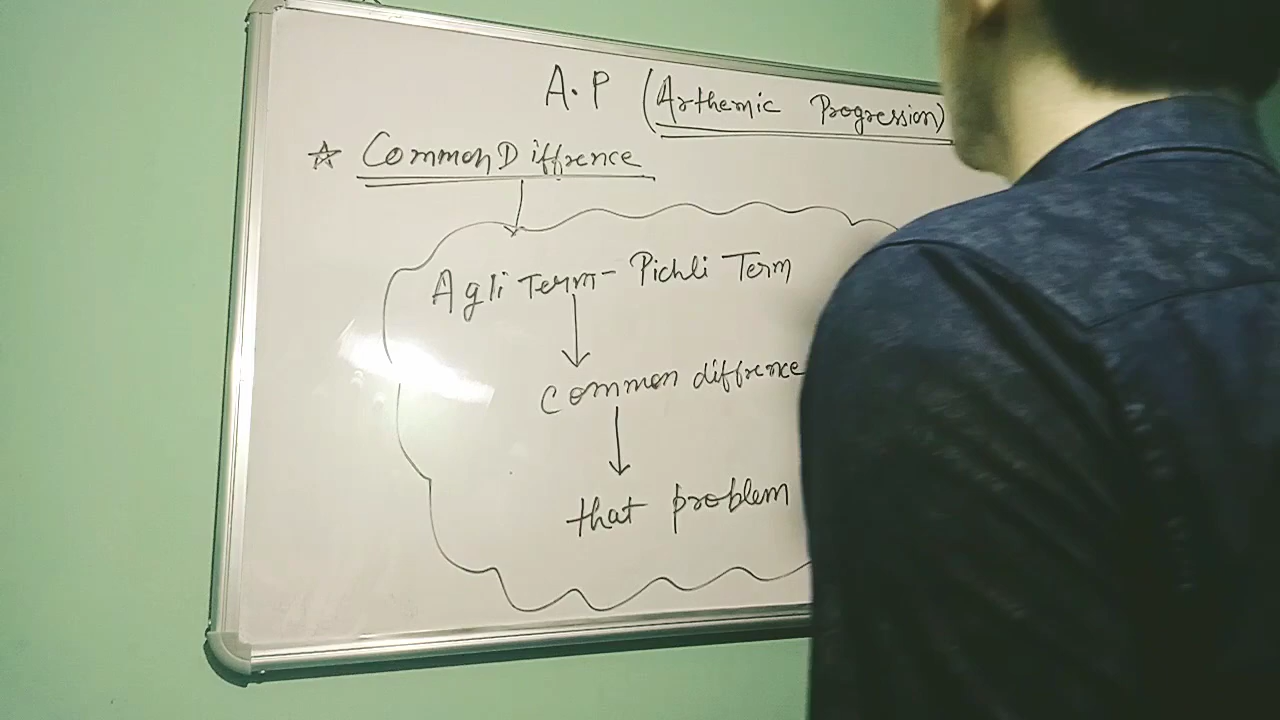 A.P (Arthemic Progression)
☆ Common Diffrence
Agli Term - Pichli Term
Common diffrence
that problem